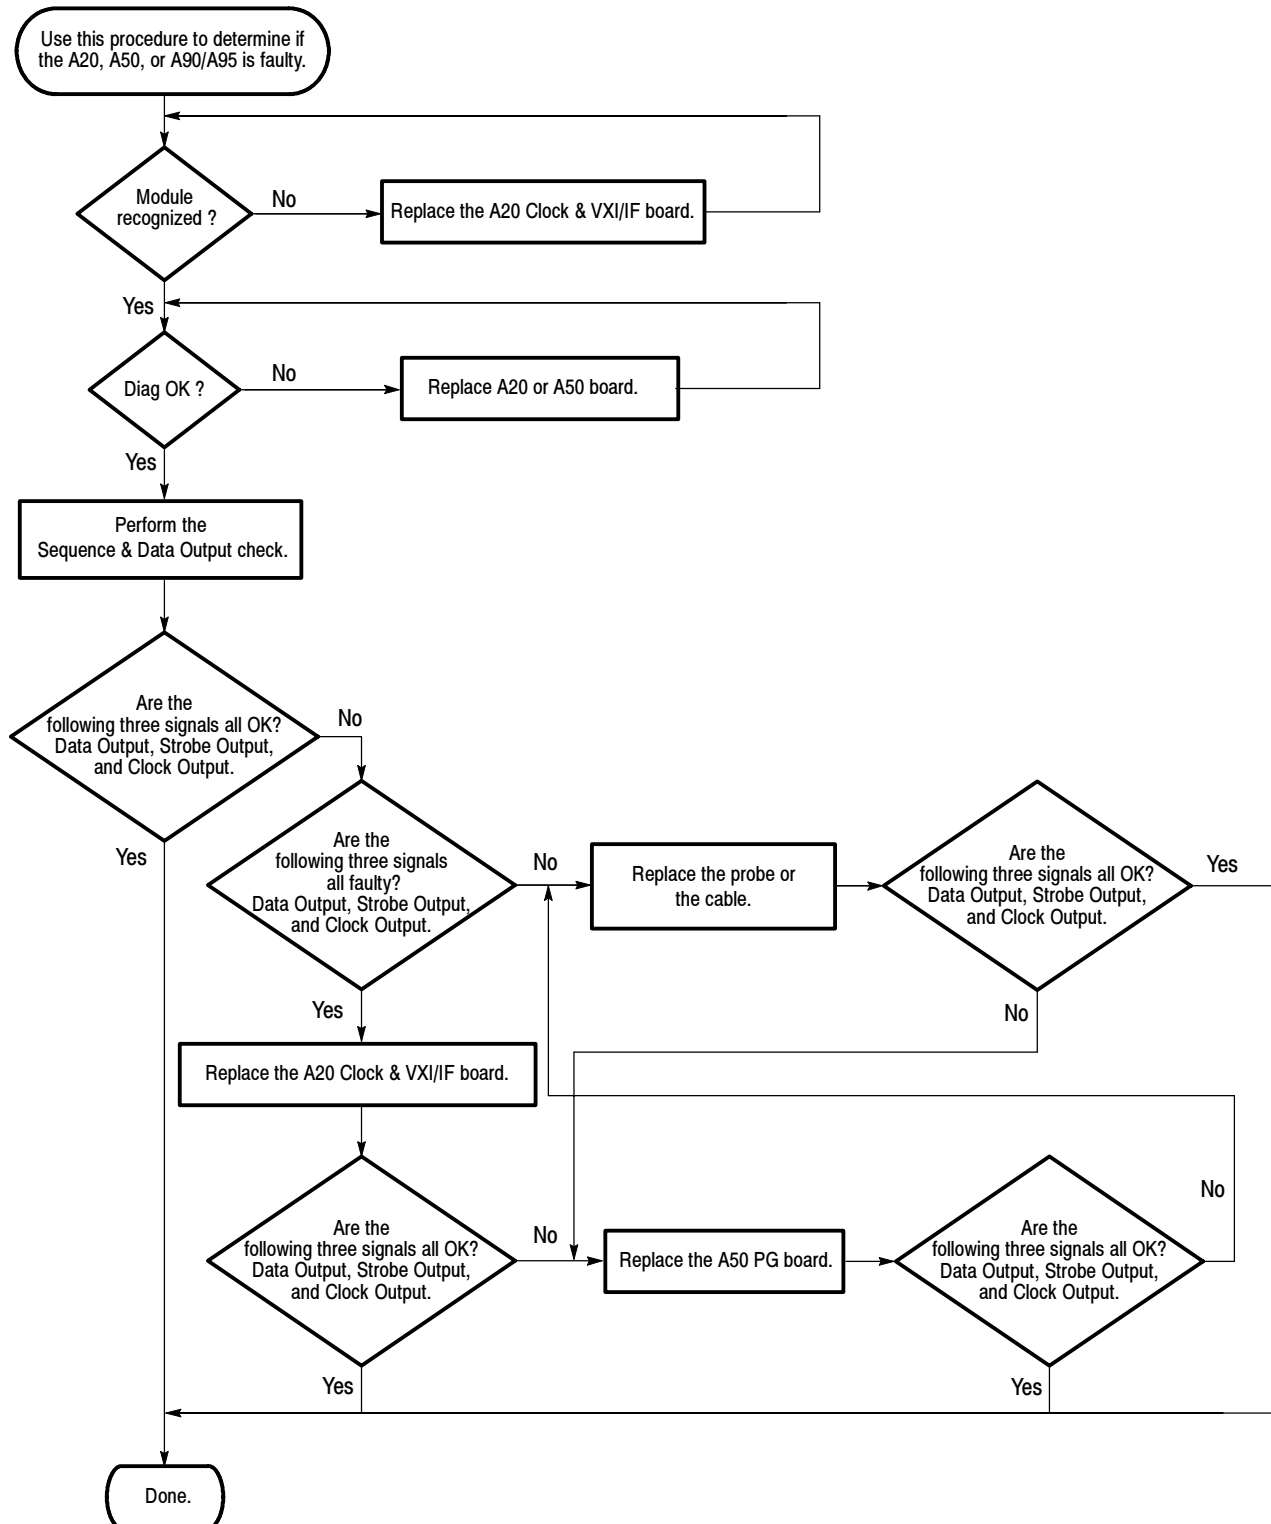 Use this procedure to determine if
the A20, A50, or A90/A95 is faulty.
Module
recognized ?
No
Replace the A20 Clock & VXI/IF board.
Yes
Diag OK ?
No
Replace A20 or A50 board.
Yes
Perform the
Sequence & Data Output check.
Are the
following three signals all OK?
Data Output, Strobe Output,
and Clock Output.
No
Yes
Are the
following three signals
all faulty?
Data Output, Strobe Output,
and Clock Output.
No
Replace the probe or
the cable.
Are the
following three signals all OK?
Data Output, Strobe Output,
and Clock Output.
Yes
No
Yes
Replace the A20 Clock & VXI/IF board.
Are the
following three signals all OK?
Data Output, Strobe Output,
and Clock Output.
No
Replace the A50 PG board.
Are the
following three signals all OK?
Data Output, Strobe Output,
and Clock Output.
No
Yes
Yes
Done.